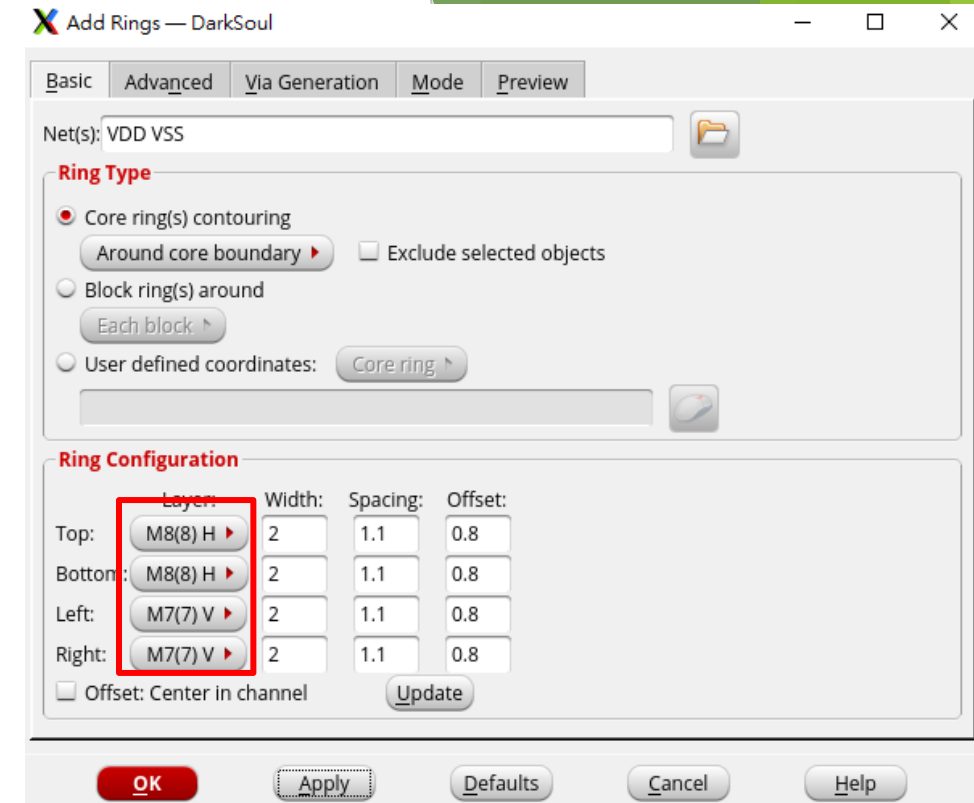 Add Rings — DarkSoul
Basic Advanced Via Generation Mode Preview
Net(s): VDD VSS
Ring Type
Core ring(s) contouring
Around core boundary Exclude selected objects
Block ring(s) around
Each block
User defined coordinates: Core ring
Ring Configuration
Layer: Width: Spacing: Offset:
Top: M8(8) H 2 1.1 0.8
Bottom: M8(8) H 2 1.1 0.8
Left: M7(7) V 2 1.1 0.8
Right: M7(7) V 2 1.1 0.8
Offset: Center in channel Update
OK Apply Defaults Cancel Help